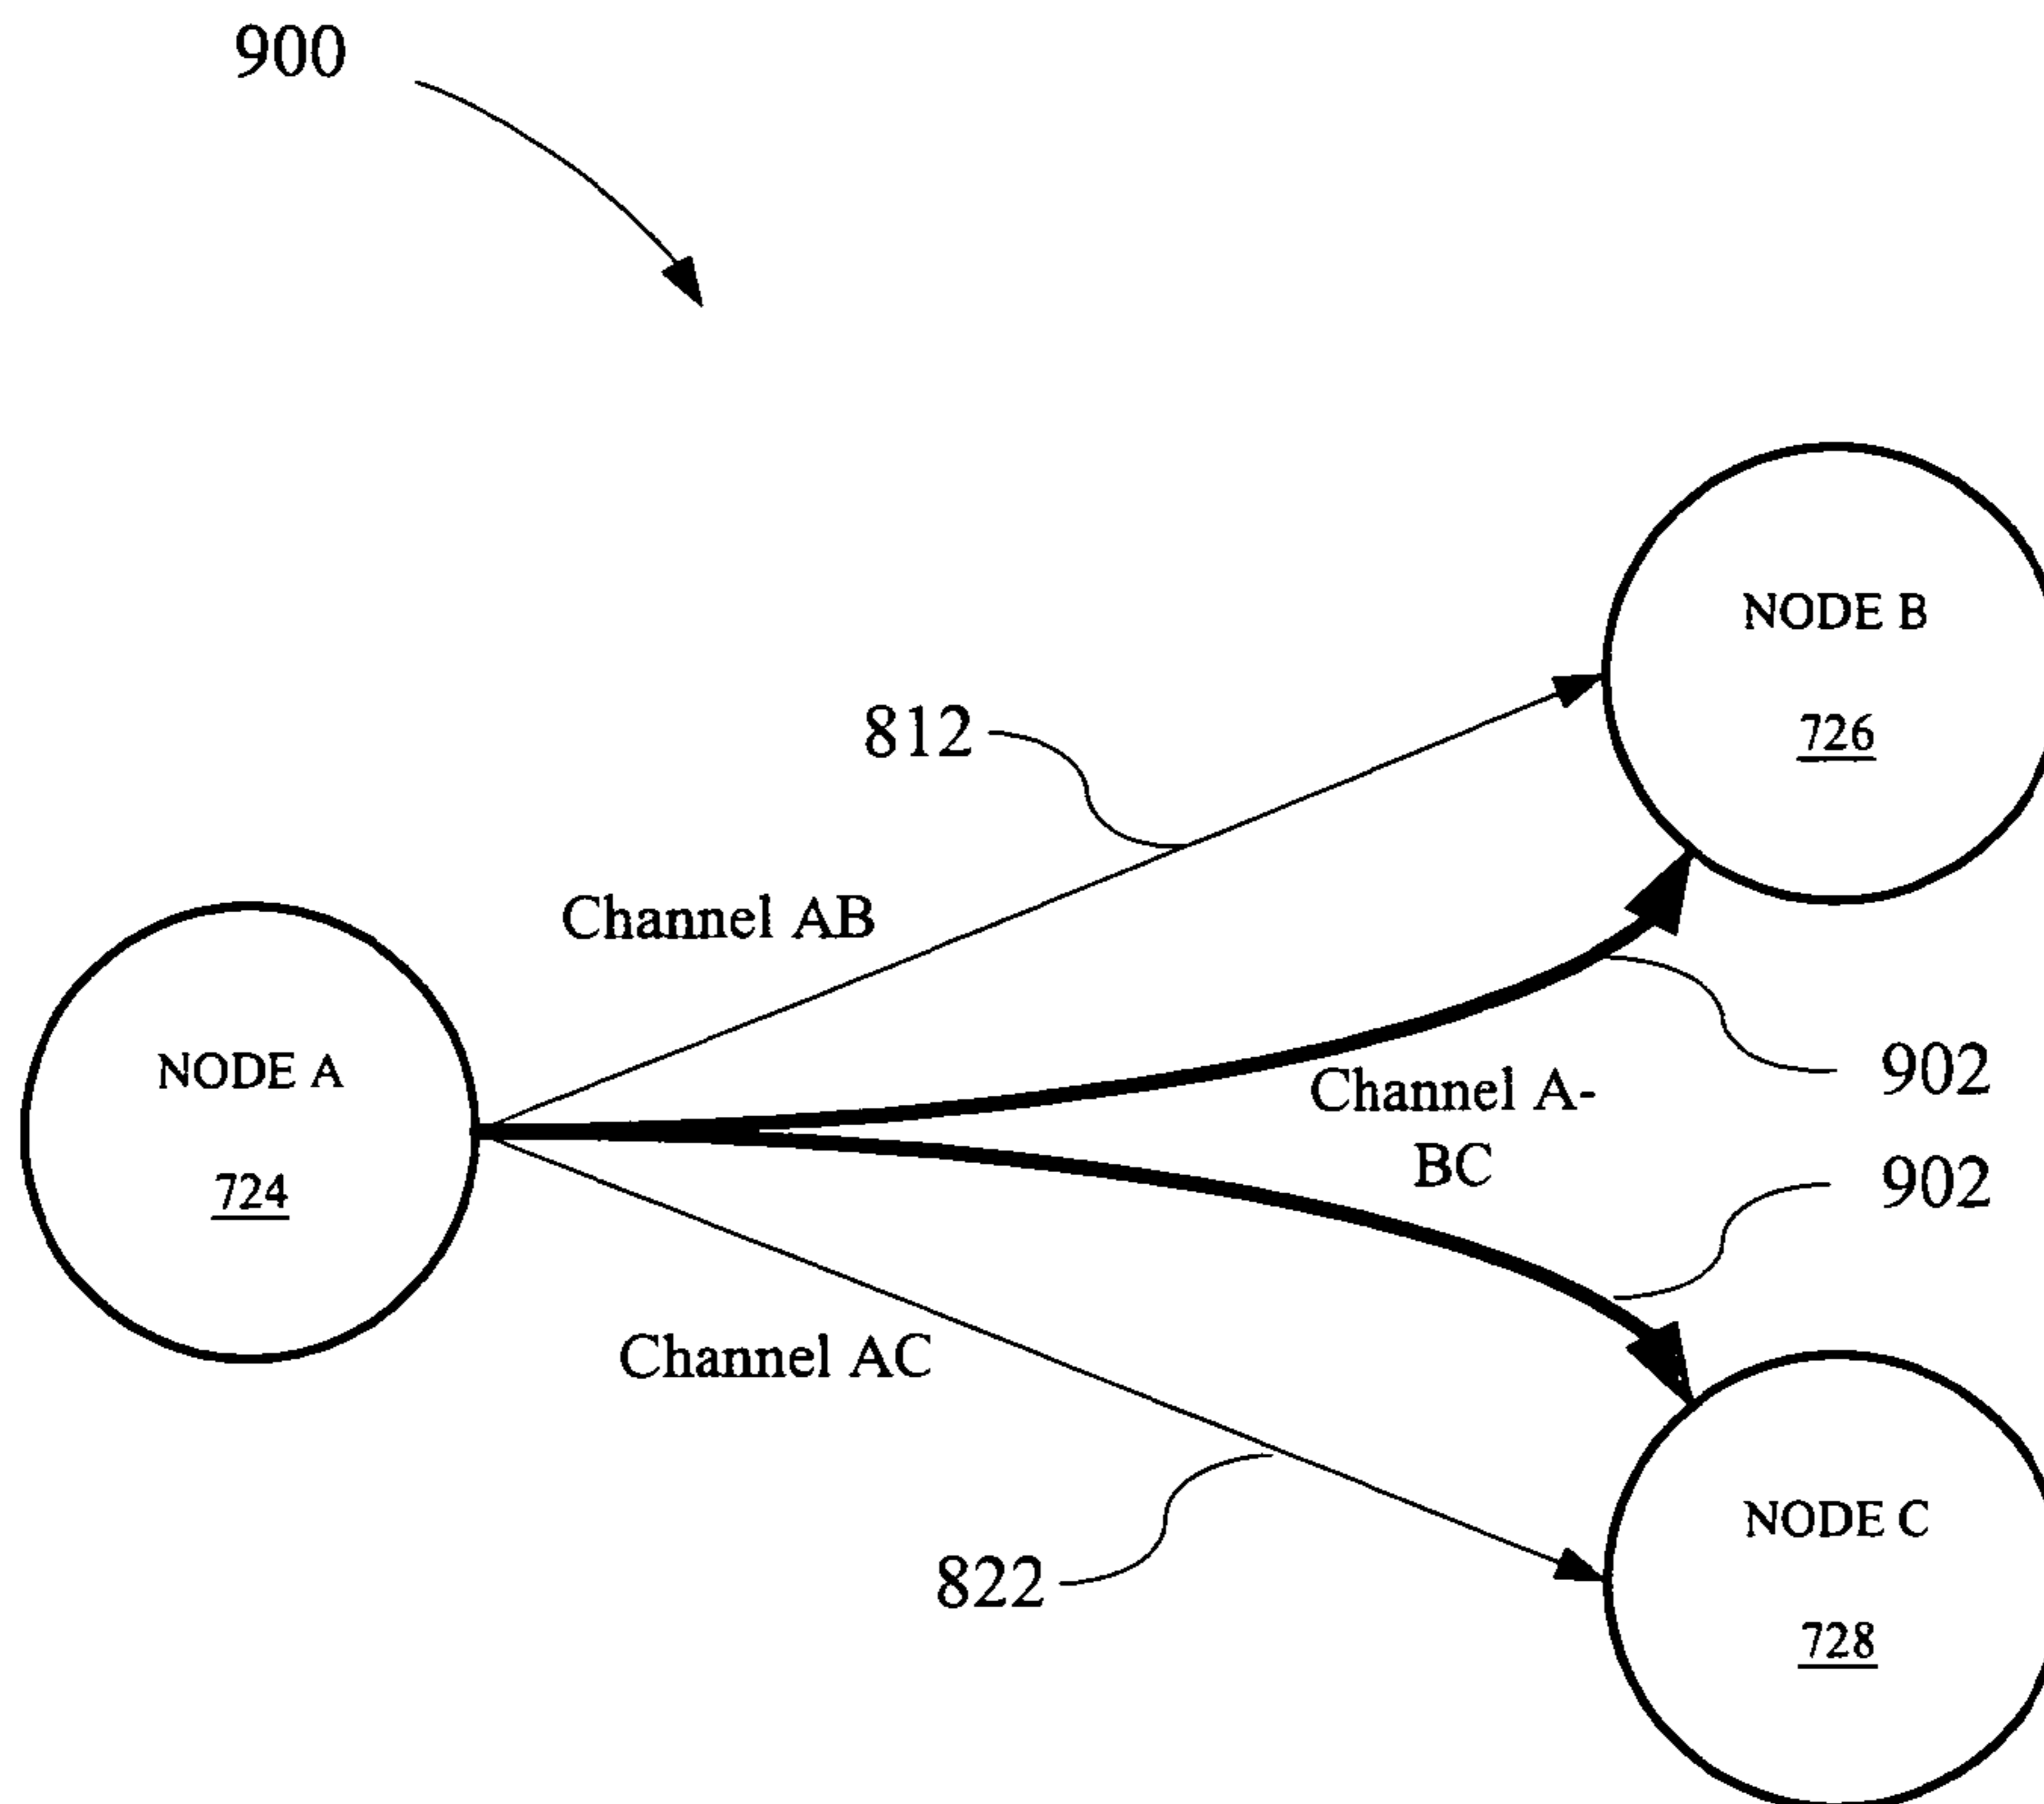 900
NODE B
726
812
Channel AB
902
Channel A-
BC
902
NODE A
724
Channel AC
822
NODE C
728